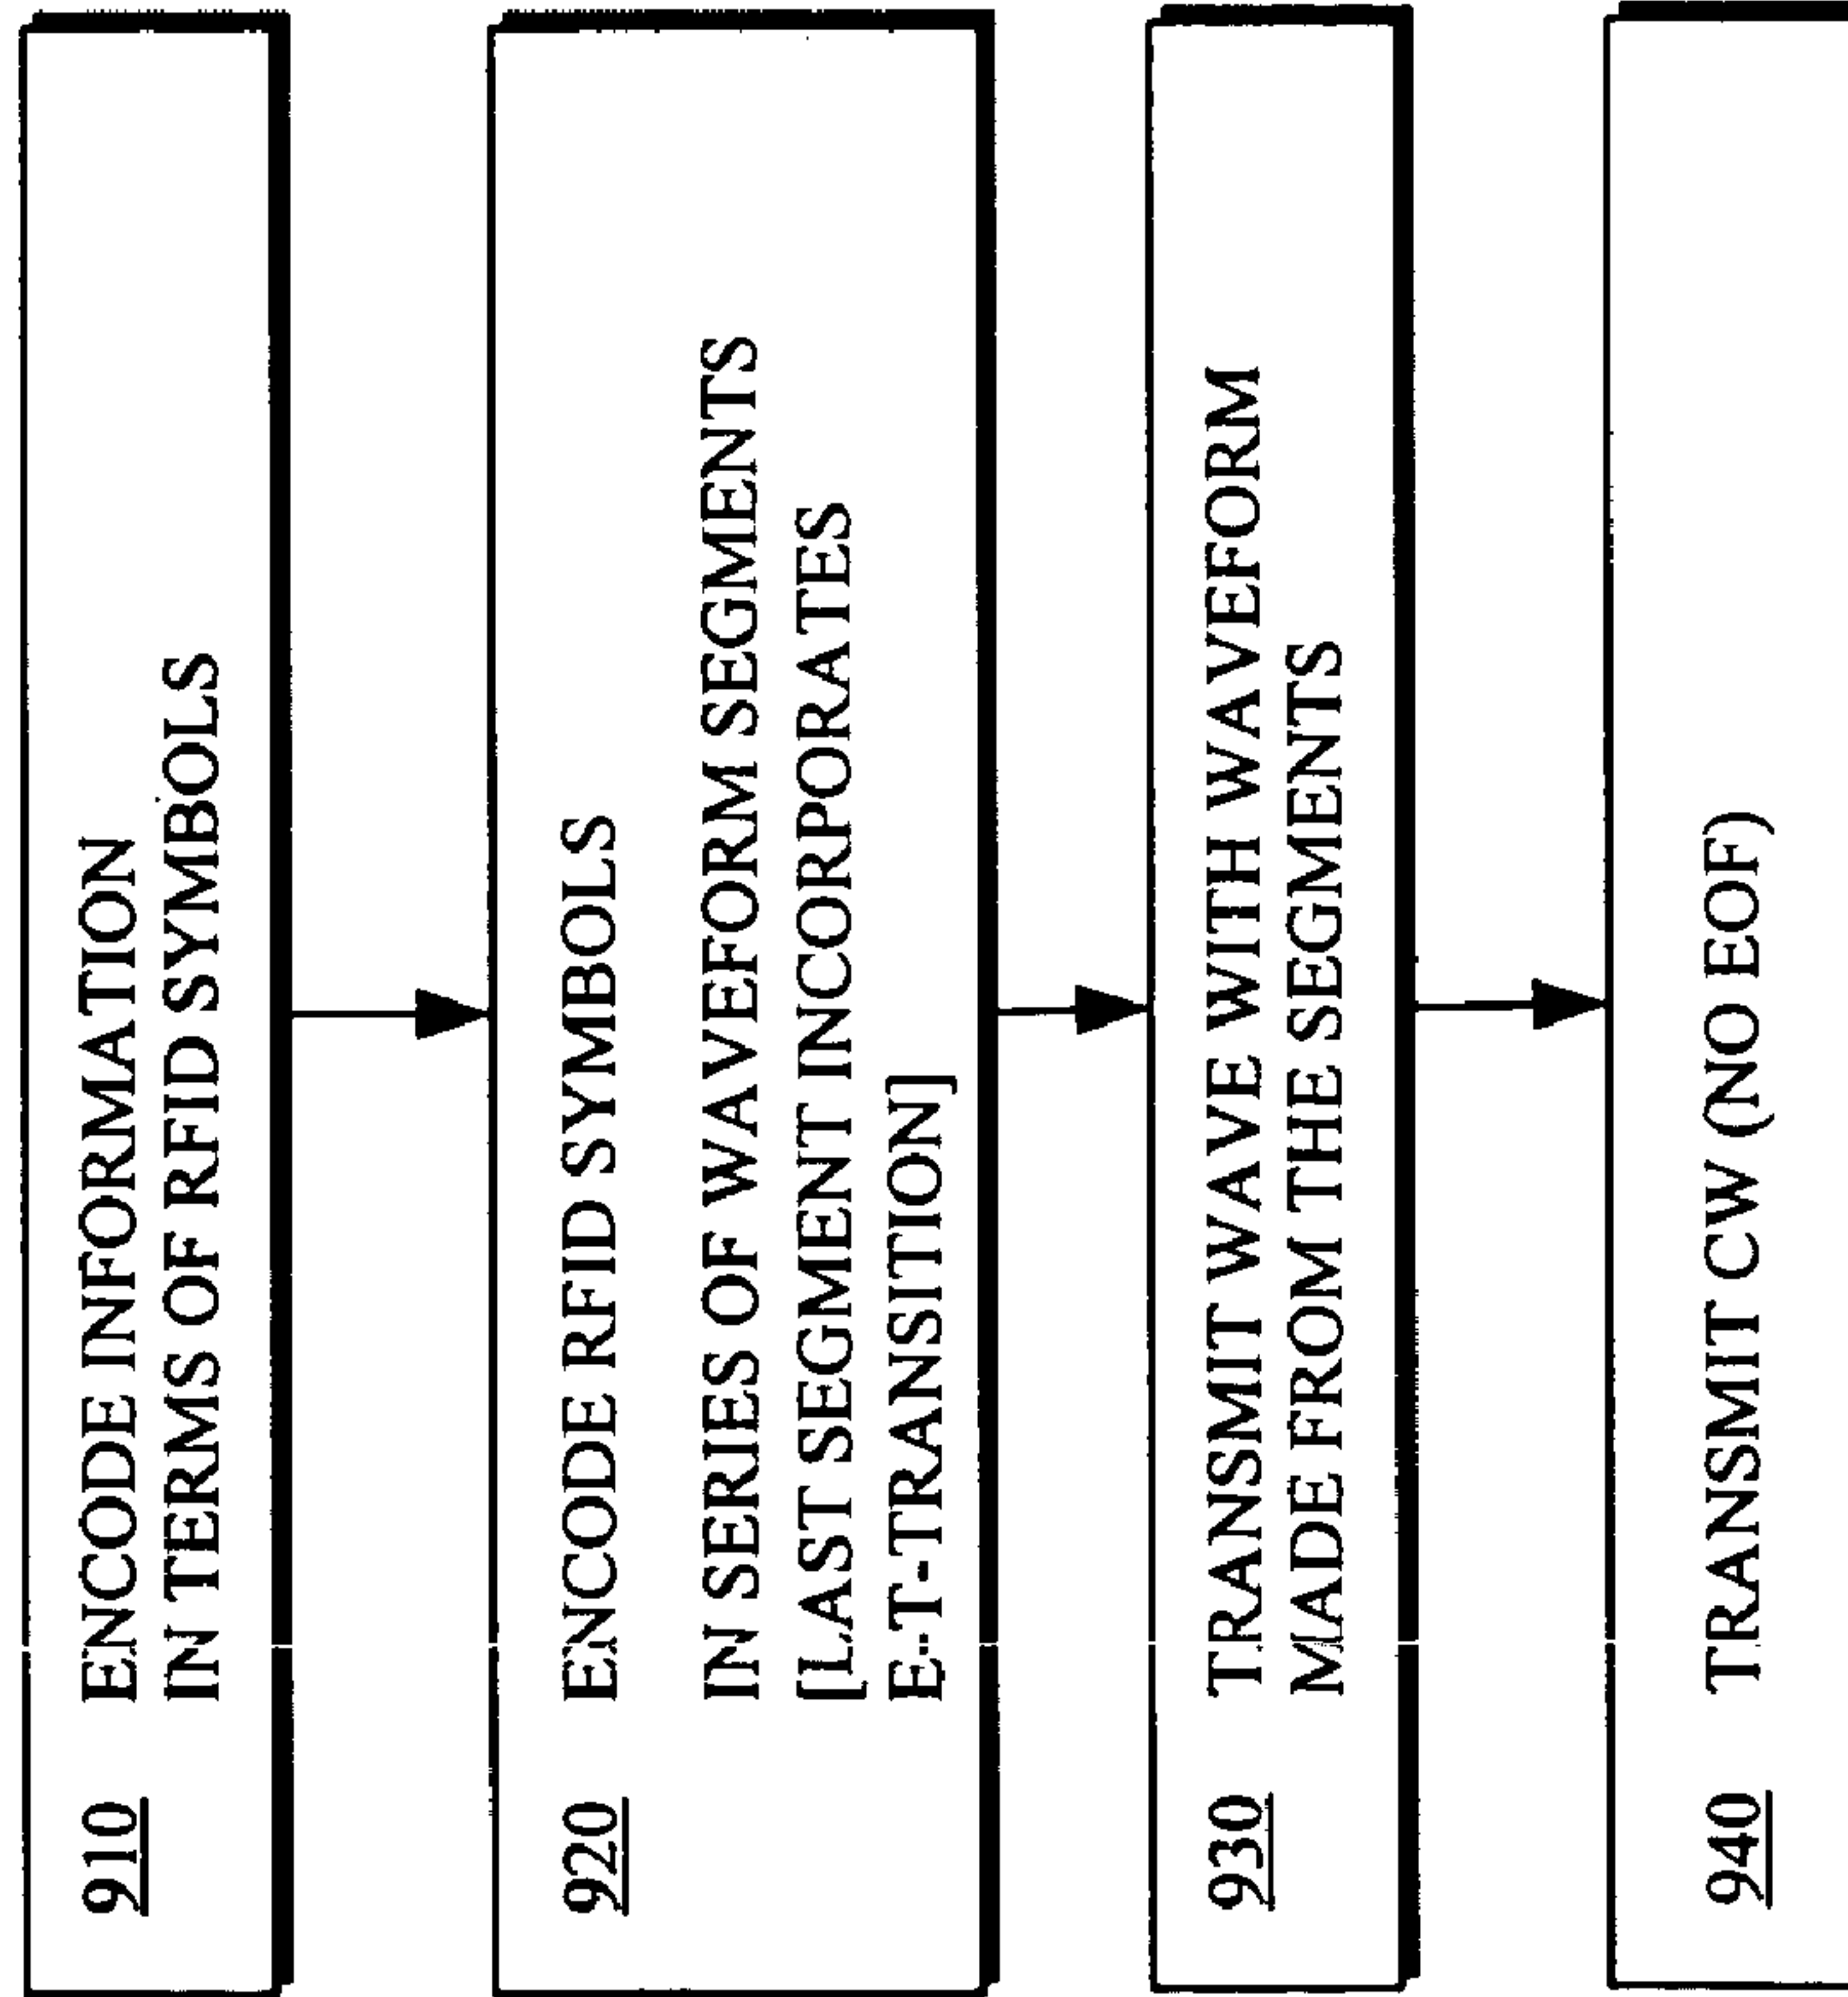 910 ENCODE INFORMATION
IN TERMS OF RFID SYMBOLS
920 ENCODE RFID SYMBOLS
IN SERIES OF WAVEFORM SEGMENTS
[LAST SEGMENT INCORPORATES
E-T-TRANSITION]
930 TRANSMIT WAVE WITH WAVEFORM
MADE FROM THE SEGMENTS
940 TRANSMIT CW (NO EOF)